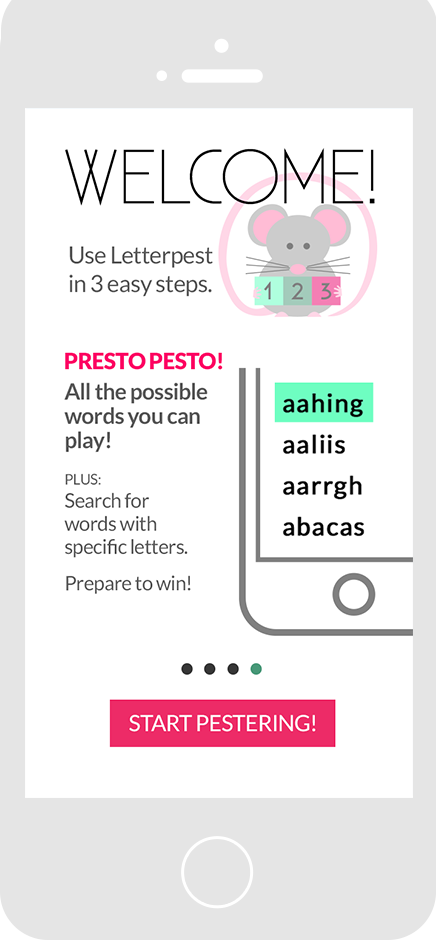 WELCOME!
Use Letterpest
in 3 easy steps.
1 2 3
PRESTO PESTO!
All the possible
words you can
play!
PLUS:
Search for
words with
specific letters.
Prepare to win!
aahing
aaliis
aarrgh
abacas
START PESTERING!